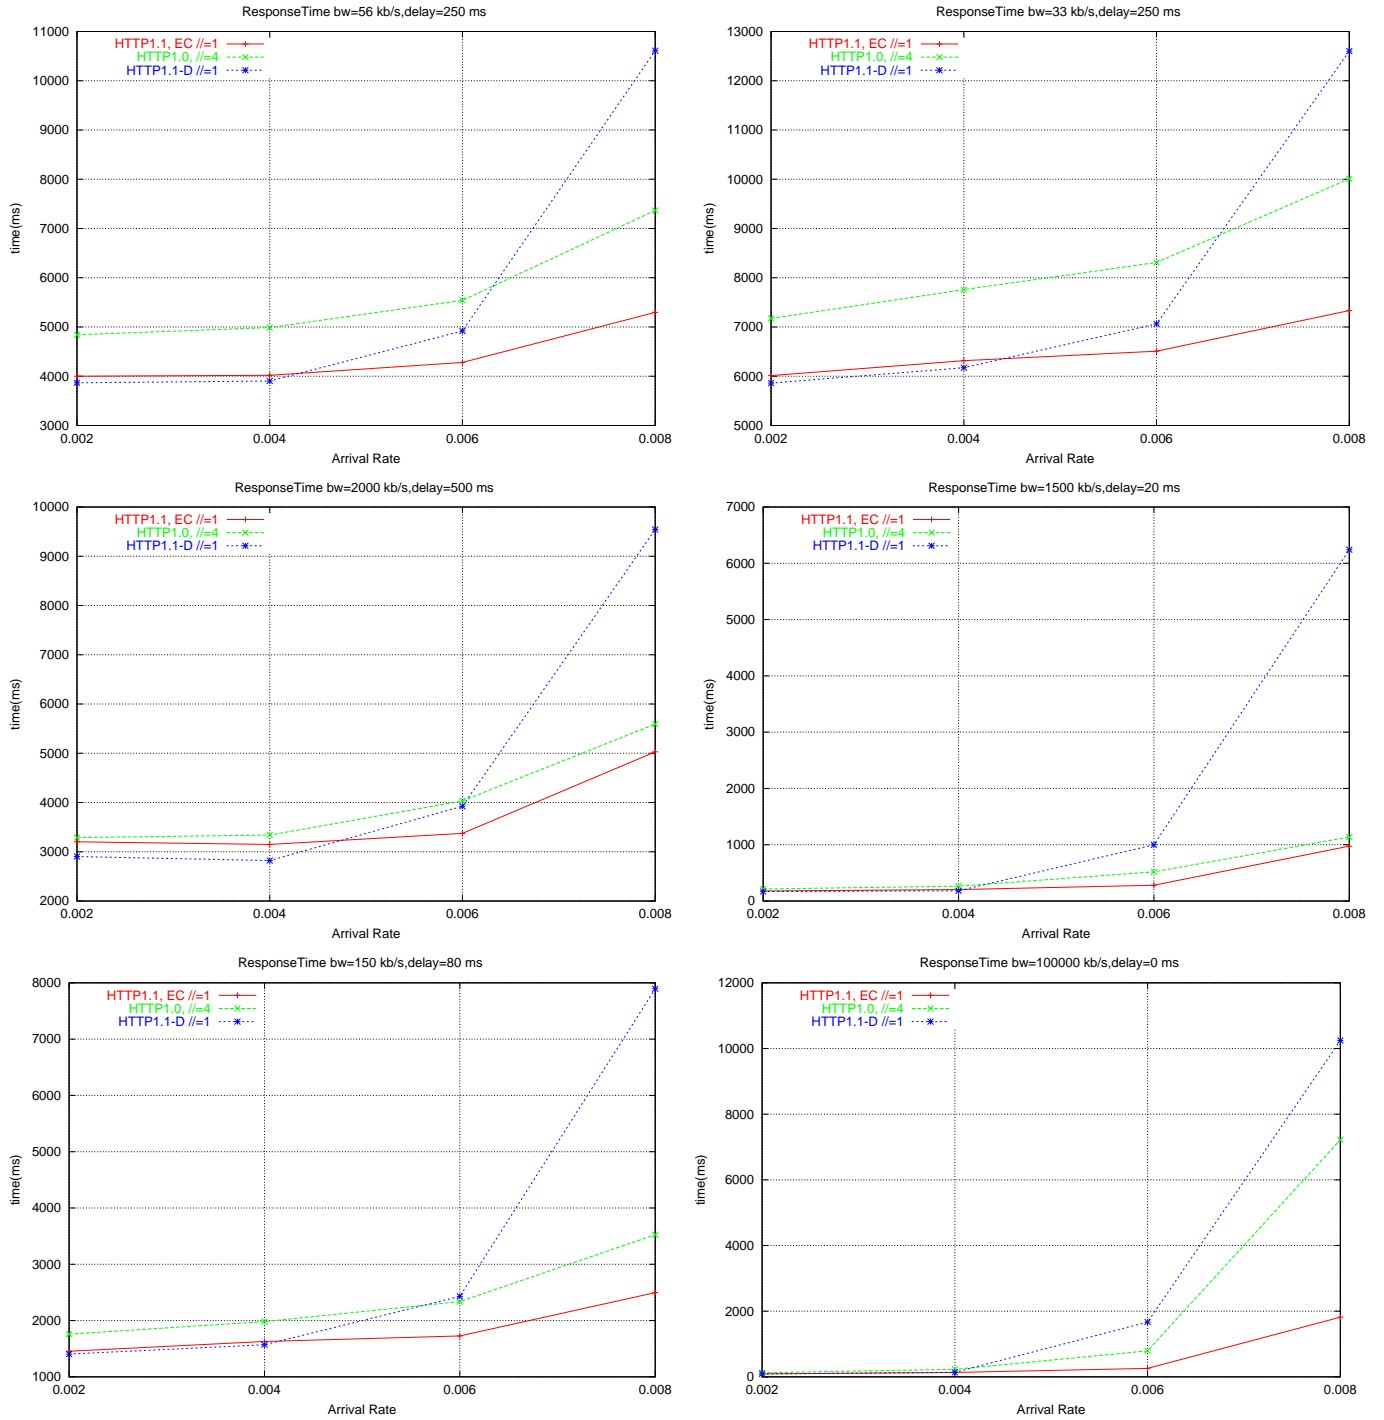 ResponseTime bw=56 kb/s,delay=250 ms
HTTP1.1, EC //=1
HTTP1.0, //=4
HTTP1.1-D //=1
11000
10000
9000
8000
7000
6000
5000
4000
3000
time(ms)
0.002 0.004 0.006 0.008
Arrival Rate
ResponseTime bw=33 kb/s,delay=250 ms
HTTP1.1, EC //=1
HTTP1.0, //=4
HTTP1.1-D //=1
13000
12000
11000
10000
9000
8000
7000
6000
5000
time(ms)
0.002 0.004 0.006 0.008
Arrival Rate
ResponseTime bw=2000 kb/s,delay=500 ms
HTTP1.1, EC //=1
HTTP1.0, //=4
HTTP1.1-D //=1
10000
9000
8000
7000
6000
5000
4000
3000
2000
time(ms)
0.002 0.004 0.006 0.008
Arrival Rate
ResponseTime bw=1500 kb/s,delay=20 ms
HTTP1.1, EC //=1
HTTP1.0, //=4
HTTP1.1-D //=1
7000
6000
5000
4000
3000
2000
1000
0
time(ms)
0.002 0.004 0.006 0.008
Arrival Rate
ResponseTime bw=150 kb/s,delay=80 ms
HTTP1.1, EC //=1
HTTP1.0, //=4
HTTP1.1-D //=1
8000
7000
6000
5000
4000
3000
2000
1000
time(ms)
0.002 0.004 0.006 0.008
Arrival Rate
ResponseTime bw=100000 kb/s,delay=0 ms
HTTP1.1, EC //=1
HTTP1.0, //=4
HTTP1.1-D //=1
12000
10000
8000
6000
4000
2000
0
time(ms)
0.002 0.004 0.006 0.008
Arrival Rate